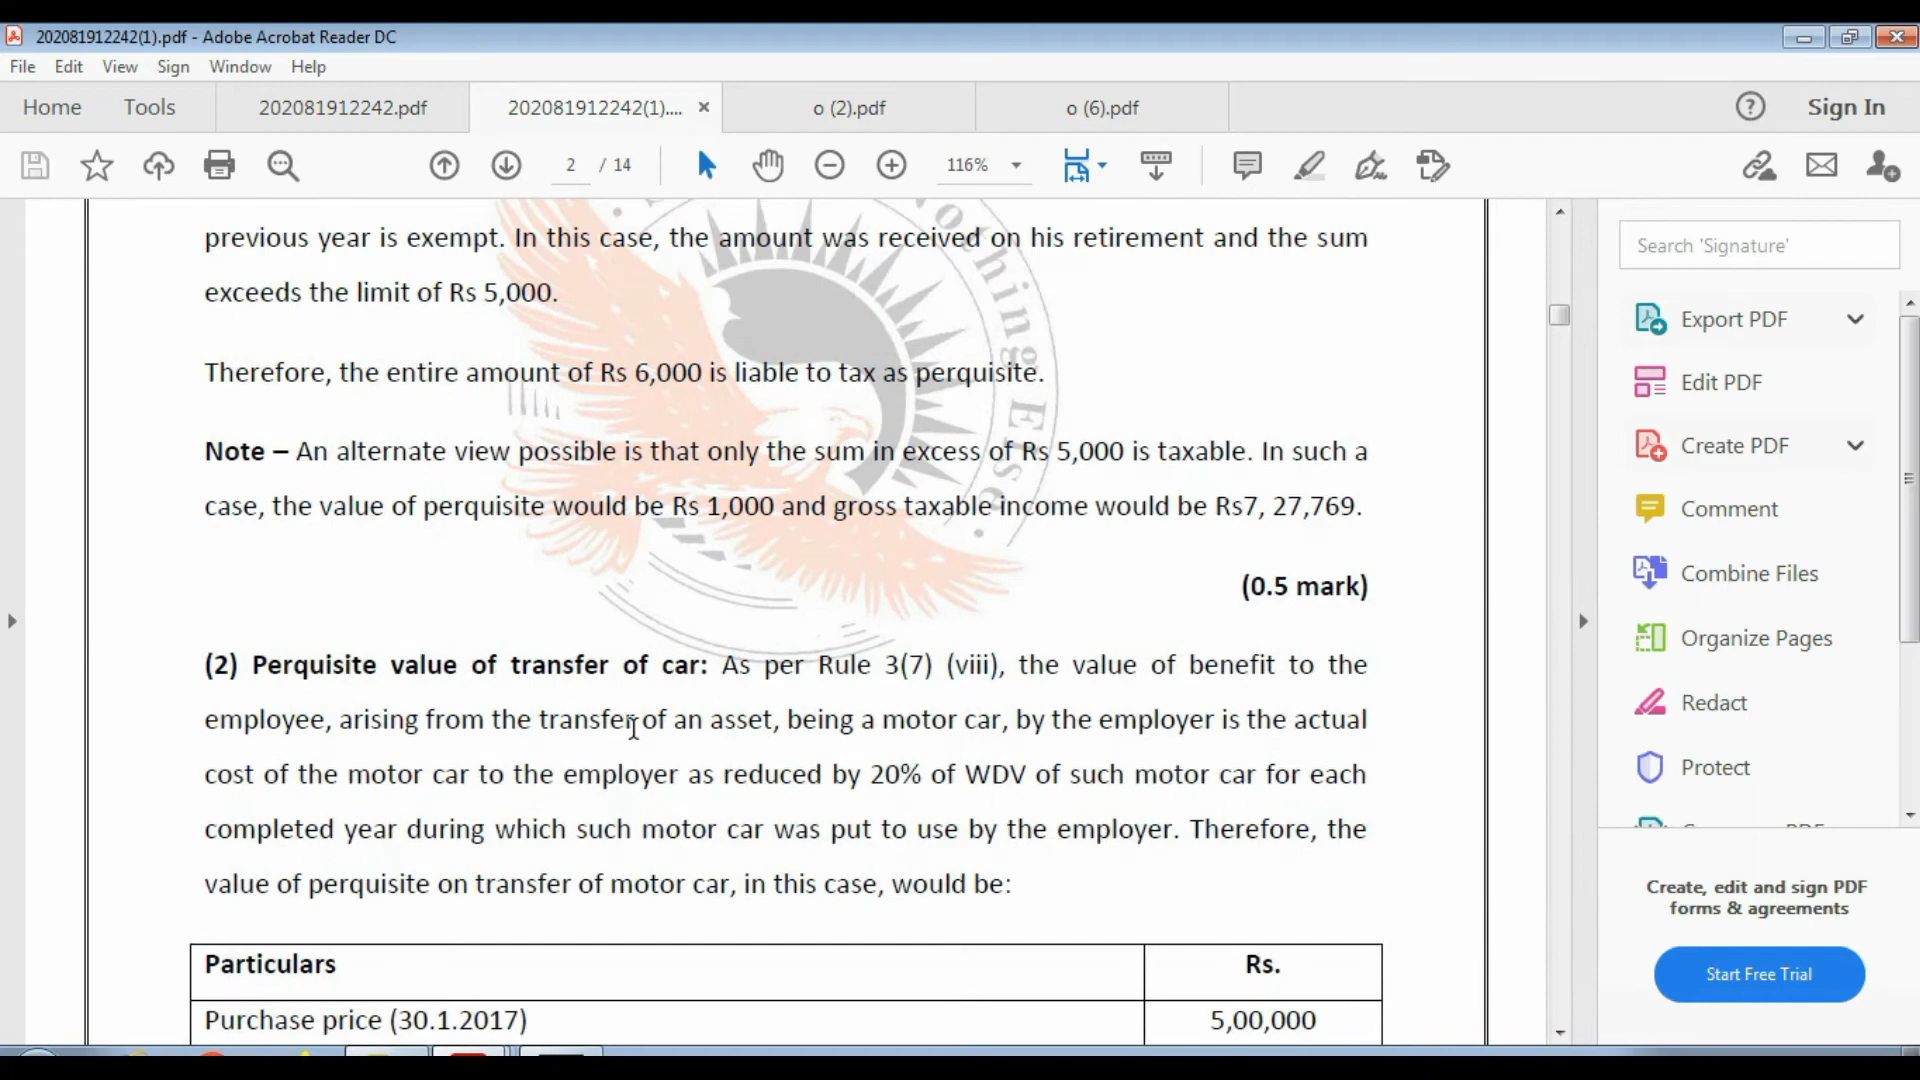 202081912242(1).pdf - Adobe Acrobat Reader DC
File Edit View Sign Window Help
Home Tools 202081912242.pdf 202081912242(1).... × o (2).pdf o (6).pdf Sign In
2 / 14 116%
previous year is exempt. In this case, the amount was received on his retirement and the sum
exceeds the limit of Rs 5,000.
Therefore, the entire amount of Rs 6,000 is liable to tax as perquisite.
Note – An alternate view possible is that only the sum in excess of Rs 5,000 is taxable. In such a
case, the value of perquisite would be Rs 1,000 and gross taxable income would be Rs7, 27,769.
(0.5 mark)
(2) Perquisite value of transfer of car: As per Rule 3(7) (viii), the value of benefit to the
employee, arising from the transfer of an asset, being a motor car, by the employer is the actual
cost of the motor car to the employer as reduced by 20% of WDV of such motor car for each
completed year during which such motor car was put to use by the employer. Therefore, the
value of perquisite on transfer of motor car, in this case, would be:
Particulars Rs.
Purchase price (30.1.2017) 5,00,000
othing Else
Search 'Signature'
Export PDF
Edit PDF
Create PDF
Comment
Combine Files
Organize Pages
Redact
Protect
Create, edit and sign PDF
forms & agreements
Start Free Trial